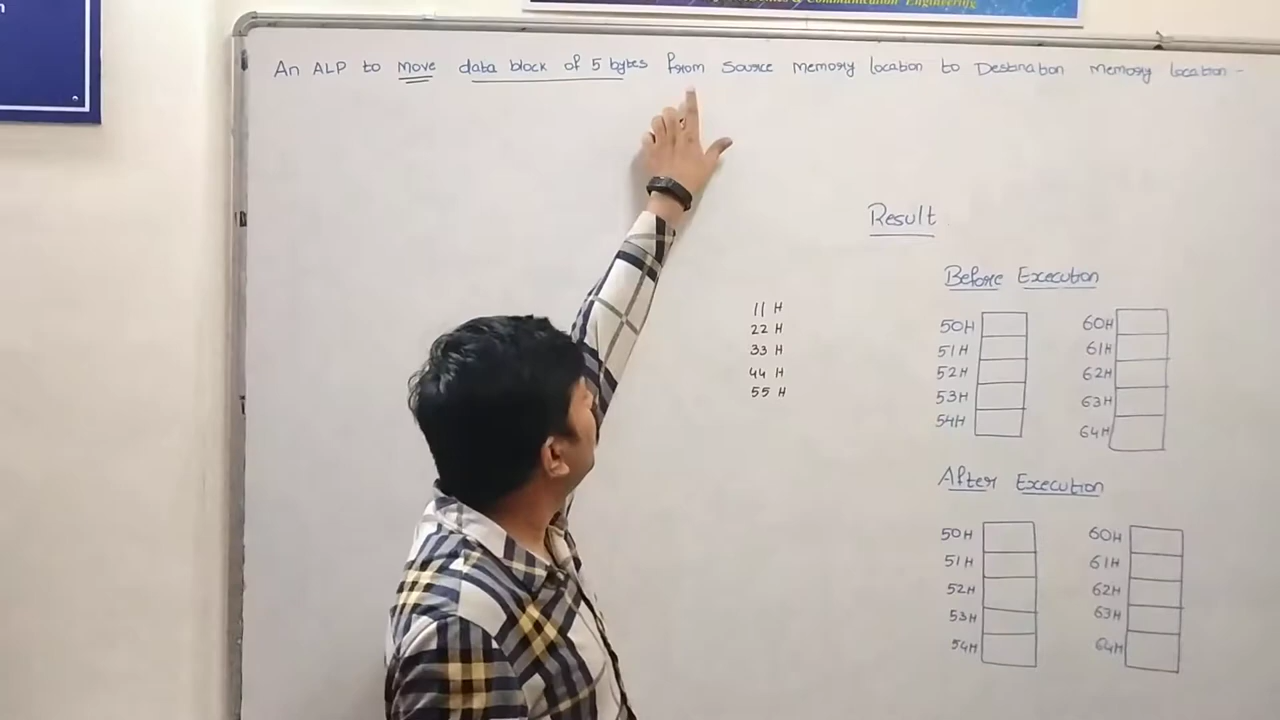 & Communication Engineering
n
An ALP to Move data block of 5 bytes from Source Memory location to Destination Memory location -
Result
Before Execution
11 H
22 H
33 H
44 H
55 H
50H 60H
51H 61H
52H 62H
53H 63H
54H 64H
After Execution
50H 60H
51H 61H
52H 62H
53H 63H
54H 64H